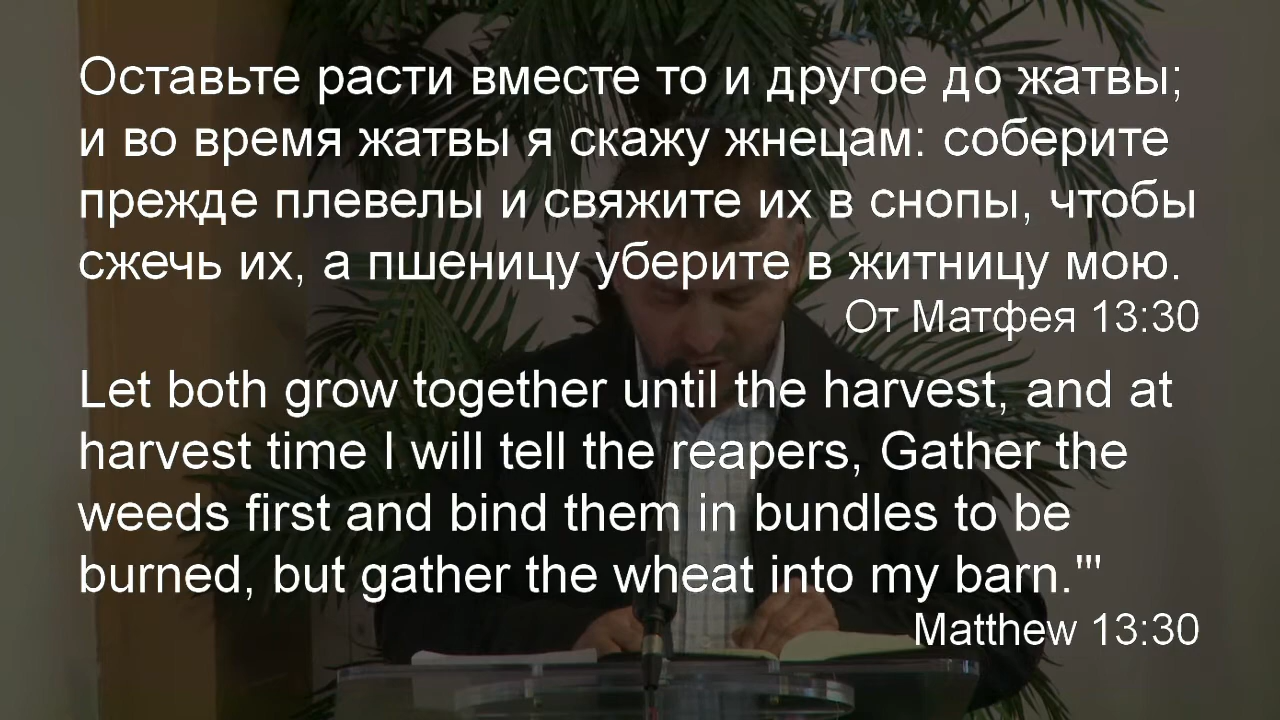 Оставьте расти вместе то и другое до жатвы;
и во время жатвы я скажу жнецам: соберите
прежде плевелы и свяжите их в снопы, чтобы
сжечь их, а пшеницу уберите в житницу мою.
От Матфея 13:30
Let both grow together until the harvest, and at
harvest time I will tell the reapers, Gather the
weeds first and bind them in bundles to be
burned, but gather the wheat into my barn.'"
Matthew 13:30